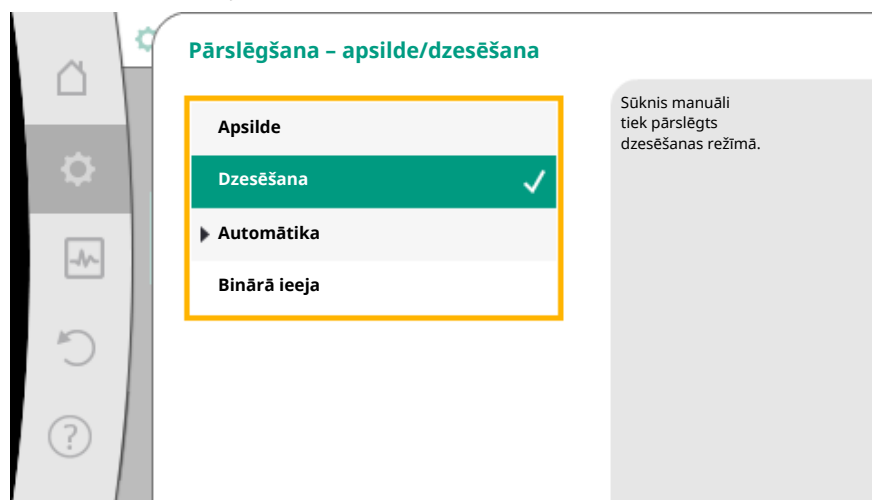 Pārslēgšana – apsilde/dzesēšana
Apsilde
Dzesēšana
Automātika
Binārā ieeja
Sūknis manuāli
tiek pārslēgts
dzesēšanas režīmā.
?